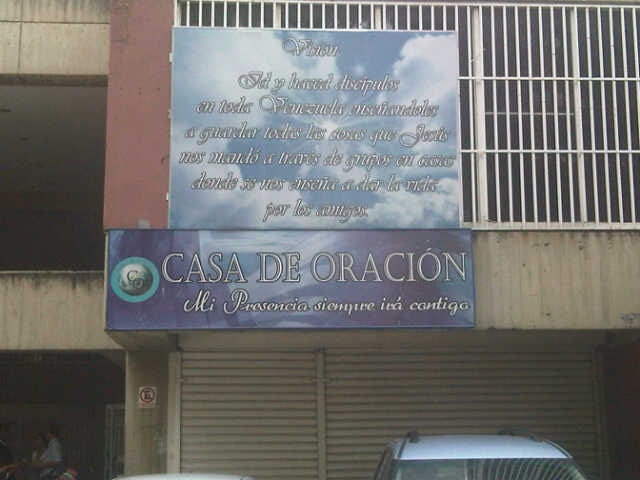 Visión
Id y haced discípulos
en toda Venezuela enseñandoles
a guardar todas las cosas que Jesús
nos mandó a través de grupos en casas
donde se nos enseña a dar la vida
por los amigos.
CASA DE ORACIÓN
Mi Presencia siempre irá contigo